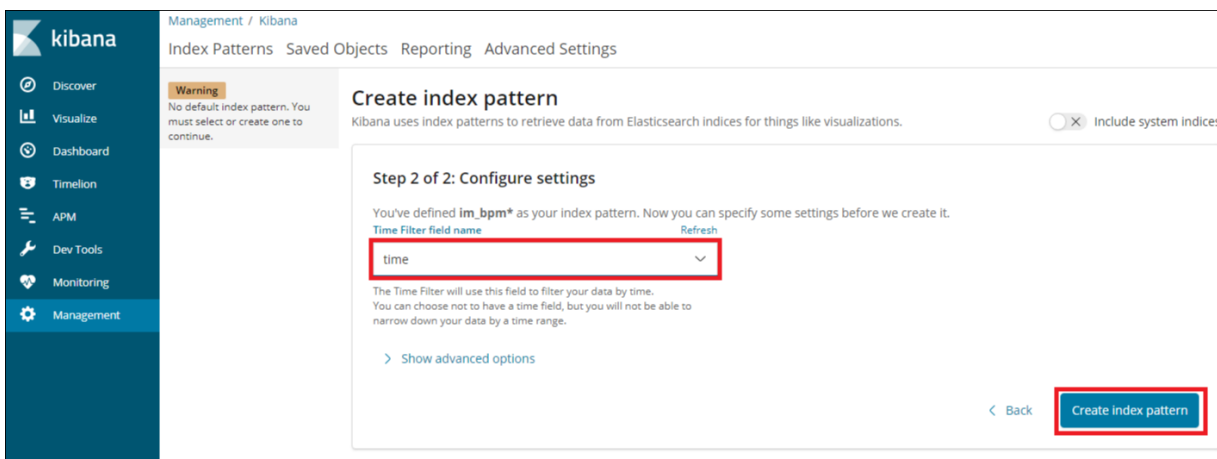 kibana
Discover
Visualize
Dashboard
Timelion
APM
Dev Tools
Monitoring
Management
Management / Kibana
Index Patterns Saved Objects Reporting Advanced Settings
Warning
No default index pattern. You
must select or create one to
continue.
Create index pattern
Kibana uses index patterns to retrieve data from Elasticsearch indices for things like visualizations.
Include system indices
Step 2 of 2: Configure settings
You've defined im_bpm* as your index pattern. Now you can specify some settings before we create it.
Time Filter field name Refresh
time
The Time Filter will use this field to filter your data by time.
You can choose not to have a time field, but you will not be able to
narrow down your data by a time range.
Show advanced options
Back
Create index pattern